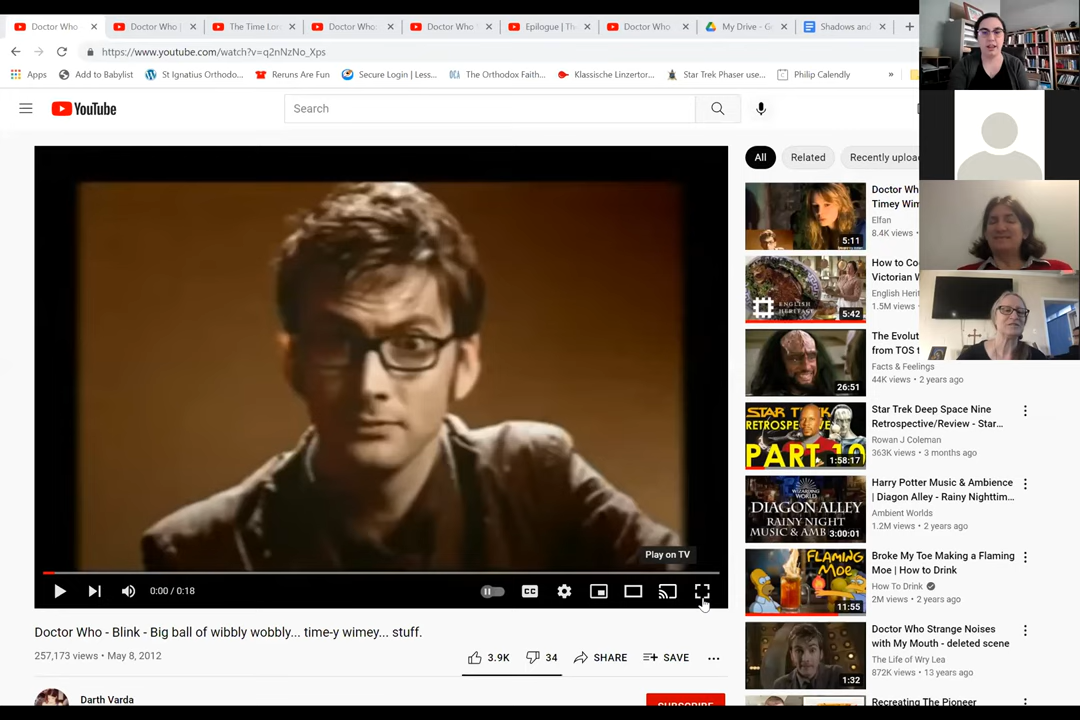 Doctor Who
Doctor Who |
The Time Lor
Doctor Who:
Doctor Who
Epilogue | Th
Doctor Who
My Drive - G
Shadows and
https://www.youtube.com/watch?v=q2nNzNo_Xps
Apps
Add to Babylist
St Ignatius Orthodo...
Reruns Are Fun
Secure Login | Less...
The Orthodox Faith...
Klassische Linzertor...
Star Trek Phaser use...
Philip Calendly
»
YouTube
Search
All
Related
Recently uploa
Doctor Wh
Timey Wim
Elfan
8.4K views •
5:11
How to Co
Victorian W
English Herit
1.5M views •
ENGLISH
HERITAGE
5:42
The Evolut
from TOS t
Facts & Feelings
44K views • 2 years ago
26:51
Star Trek Deep Space Nine
Retrospective/Review - Star...
Rowan J Coleman
363K views • 3 months ago
STAR TREK
RETROSPECTIVE
PART 10
1:58:17
Harry Potter Music & Ambience
| Diagon Alley - Rainy Nighttim...
Ambient Worlds
1.2M views • 2 years ago
WIZARDING
WORLD
DIAGON ALLEY
RAINY NIGHT
MUSIC & AMB
3:00:01
Broke My Toe Making a Flaming
Moe | How to Drink
How To Drink
2M views • 2 years ago
FLAMING
MOE
11:55
Doctor Who Strange Noises
with My Mouth - deleted scene
The Life of Wry Lea
872K views • 13 years ago
1:32
Recreating The Pioneer
Play on TV
0:00 / 0:18
CC
Doctor Who - Blink - Big ball of wibbly wobbly... time-y wimey... stuff.
257,173 views • May 8, 2012
3.9K
34
SHARE
SAVE
Darth Varda
SUBSCRIBE